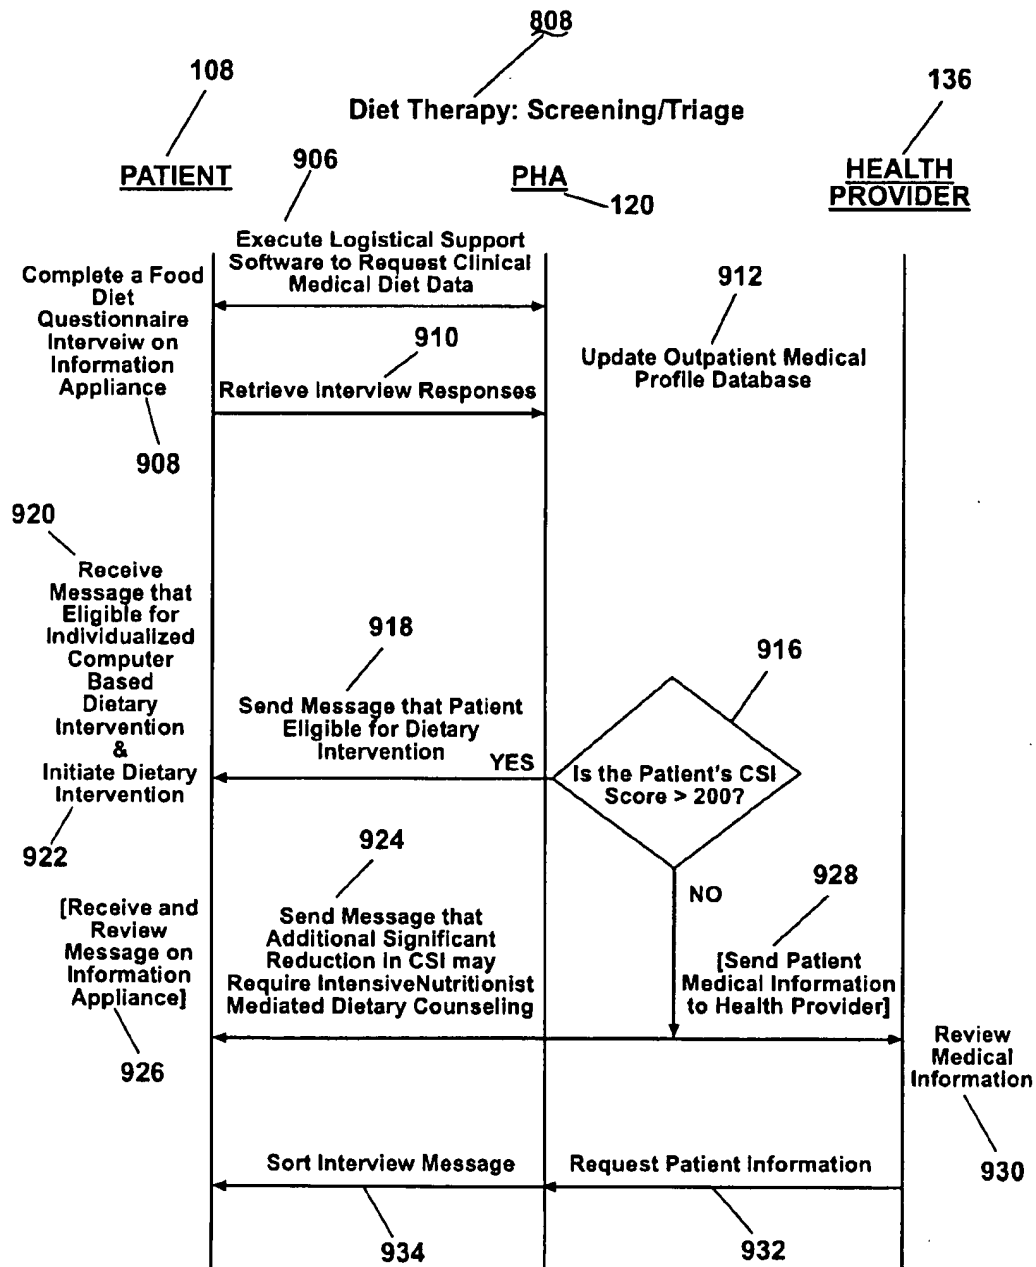 808
108
136
Diet Therapy: Screening/Triage
906
PATIENT
PHA
HEALTH
PROVIDER
120
Execute Logistical Support
Software to Request Clinical
Medical Diet Data
Complete a Food
Diet
Questionnaire
Interveiw on
Information
Appliance
908
912
910
Update Outpatient Medical
Profile Database
Retrieve Interview Responses
920
Receive
Message that
Eligible for
Individualized
Computer
Based
Dietary
Intervention
&
Initiate Dietary
Intervention
922
918
Send Message that Patient
Eligible for Dietary
Intervention
YES
916
Is the Patient's CSI
Score > 200?
NO
924
Send Message that
Additional Significant
Reduction in CSI may
Require IntensiveNutritionist
Mediated Dietary Counseling
[Receive and
Review
Message on
Information
Appliance]
926
928
[Send Patient
Medical Information
to Health Provider]
Review
Medical
Information
930
Sort Interview Message
Request Patient Information
934
932